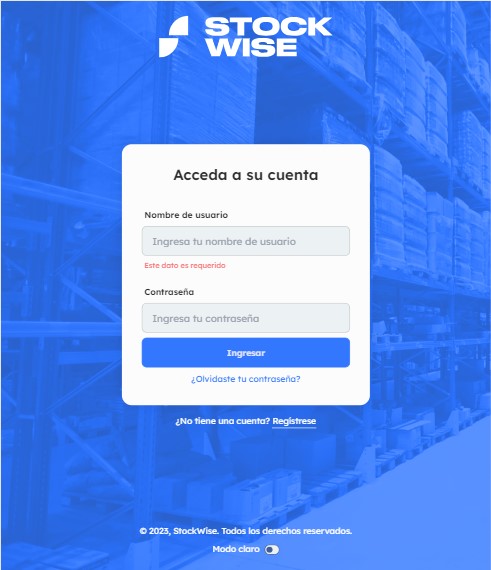 STOCK
WISE
Acceda a su cuenta
Nombre de usuario
Ingresa tu nombre de usuario
Este dato es requerido
Contraseña
Ingresa tu contraseña
Ingresar
¿Olvidaste tu contraseña?
¿No tiene una cuenta? Regístrese
© 2023, StockWise. Todos los derechos reservados.
Modo claro